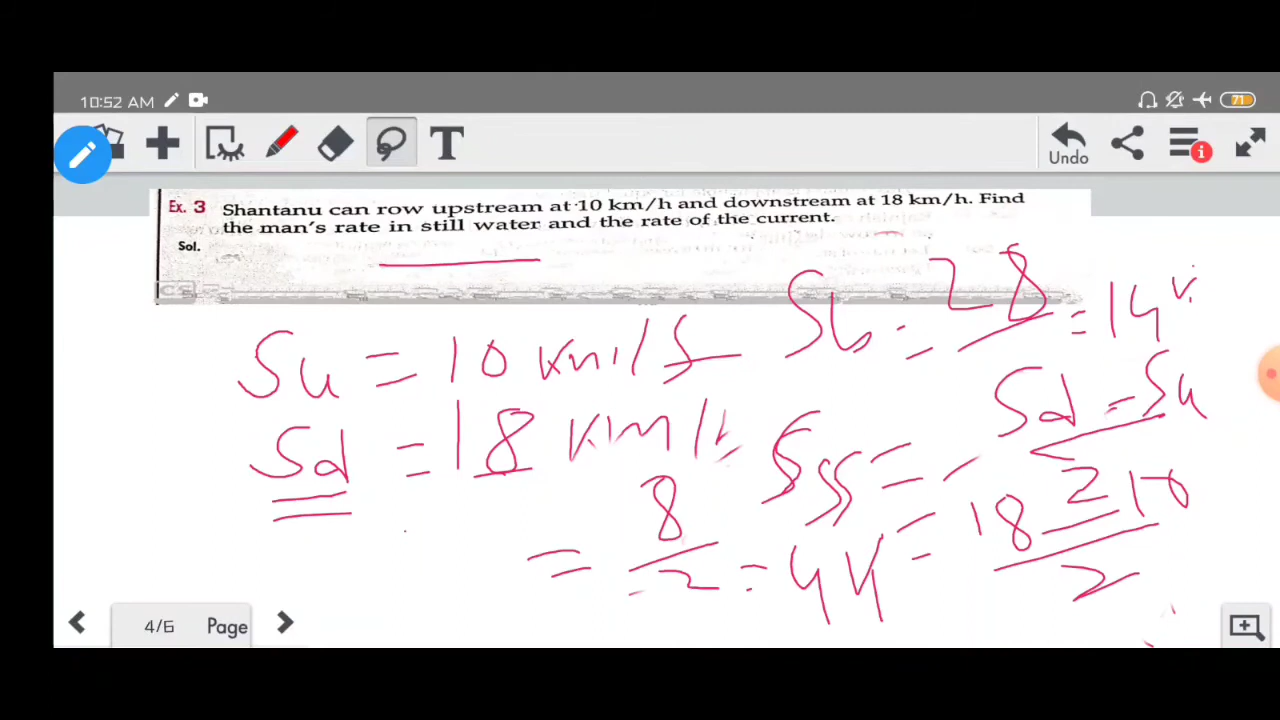 10:52 AM
71
T
Undo
Ex. 3 Shantanu can row upstream at 10 km/h and downstream at 18 km/h. Find
the man's rate in still water and the rate of the current.
Sol.
Su = 10 km/h
Sb = 28 = 14
Sd = 18 km/h
Sd - Su
2
= 18 - 10
2
= 8
2
= 4
4/6 Page